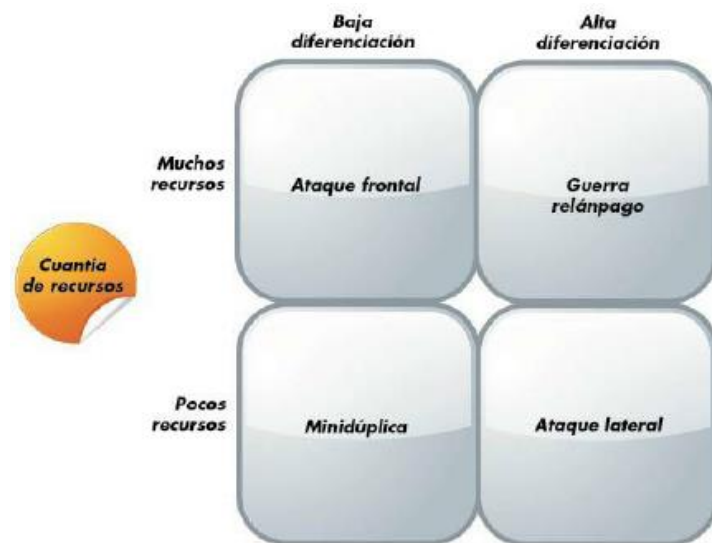 Baja
diferenciación
Alta
diferenciación
Muchos
recursos
Ataque frontal
Guerra
relánpago
Cuantía
de recursos
Pocos
recursos
Minidúplica
Ataque lateral